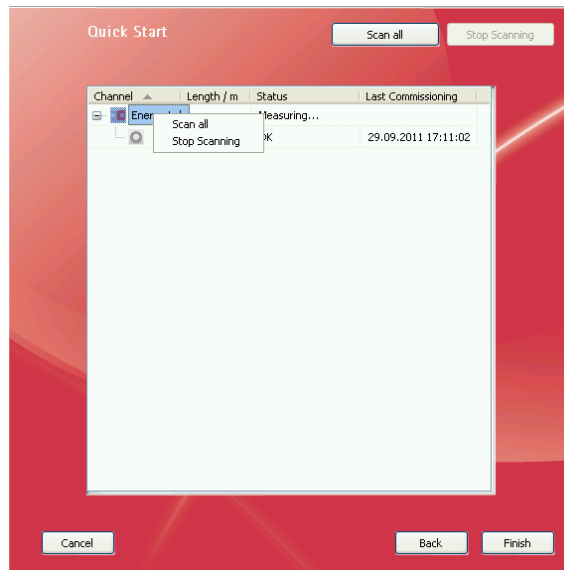 Quick Start
Scan all
Stop Scanning
Channel Length / m Status Last Commissioning
Measuring...
Scan all
Stop Scanning
29.09.2011 17:11:02
Cancel
Back
Finish